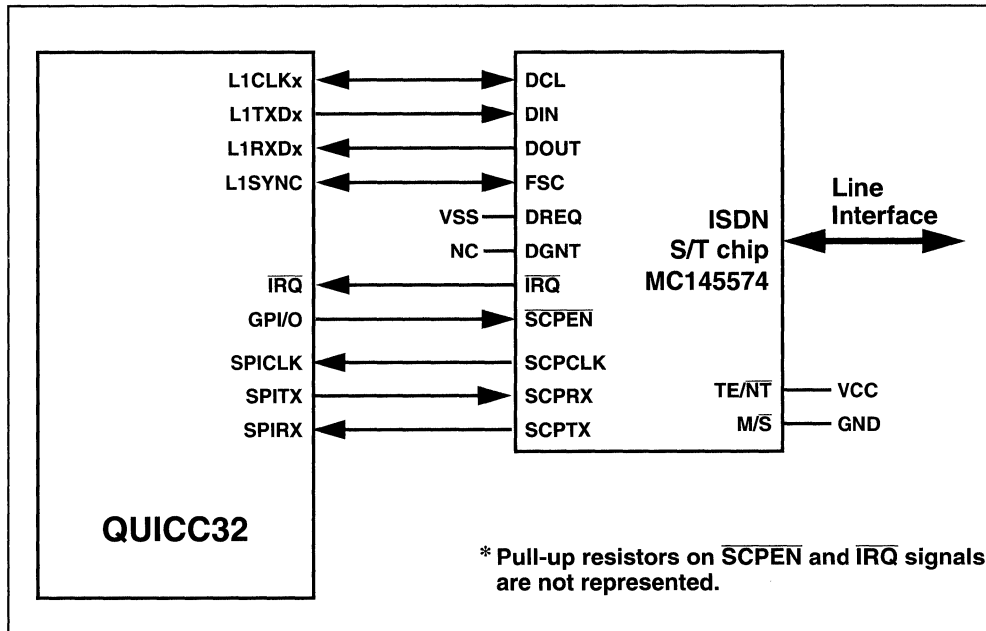 L1CLKx DCL
L1TXDx DIN
L1RXDx DOUT
L1SYNC FSC
VSS DREQ
NC DGNT
IRQ IRQ
GPI/O SCPEN
SPICLK SCPCLK
SPITX SCPRX
SPIRX SCPTX
ISDN
S/T chip
MC145574
Line
Interface
TE/NT VCC
M/S GND
QUICC32
* Pull-up resistors on SCPEN and IRQ signals
are not represented.